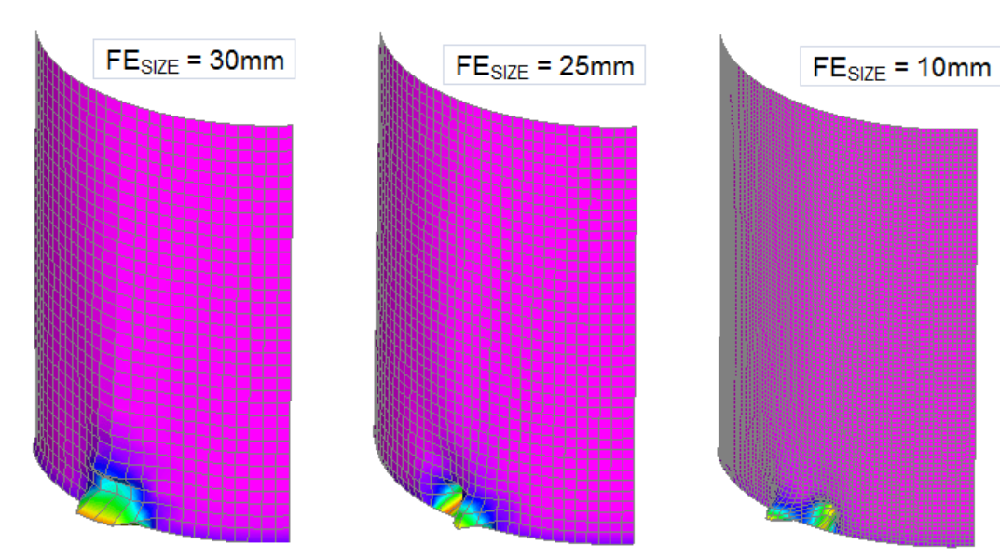 FESIZE = 30mm
FESIZE = 25mm
FESIZE = 10mm